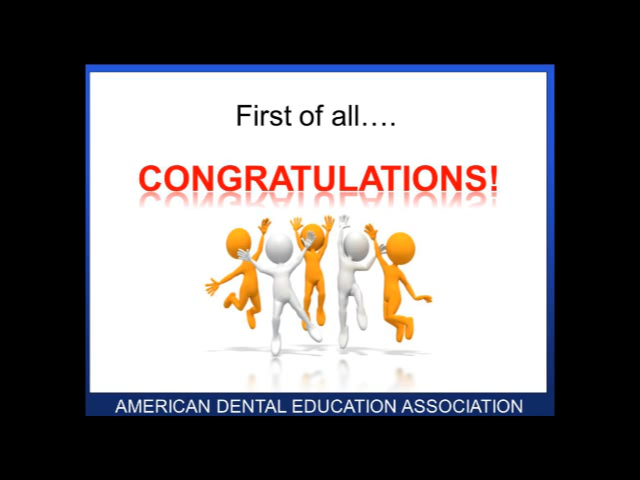 First of all….
CONGRATULATIONS!
AMERICAN DENTAL EDUCATION ASSOCIATION